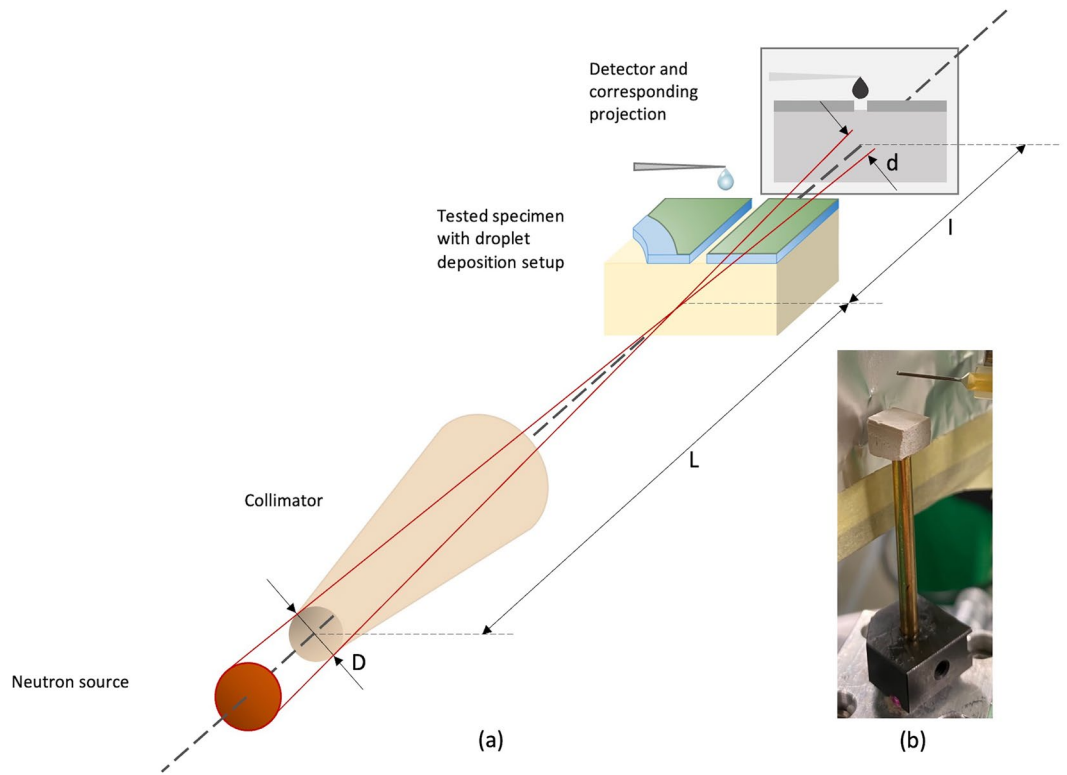 Detector and
corresponding
projection
d
Tested specimen
with droplet
deposition setup
l
L
Collimator
D
Neutron source
(a)
(b)